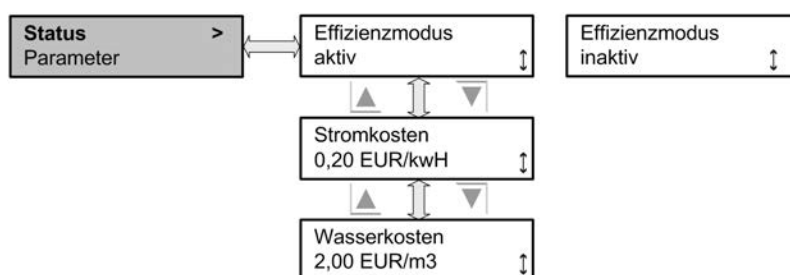 Status >
Parameter
Effizienzmodus
aktiv
Effizienzmodus
inaktiv
Stromkosten
0,20 EUR/kwH
Wasserkosten
2,00 EUR/m3